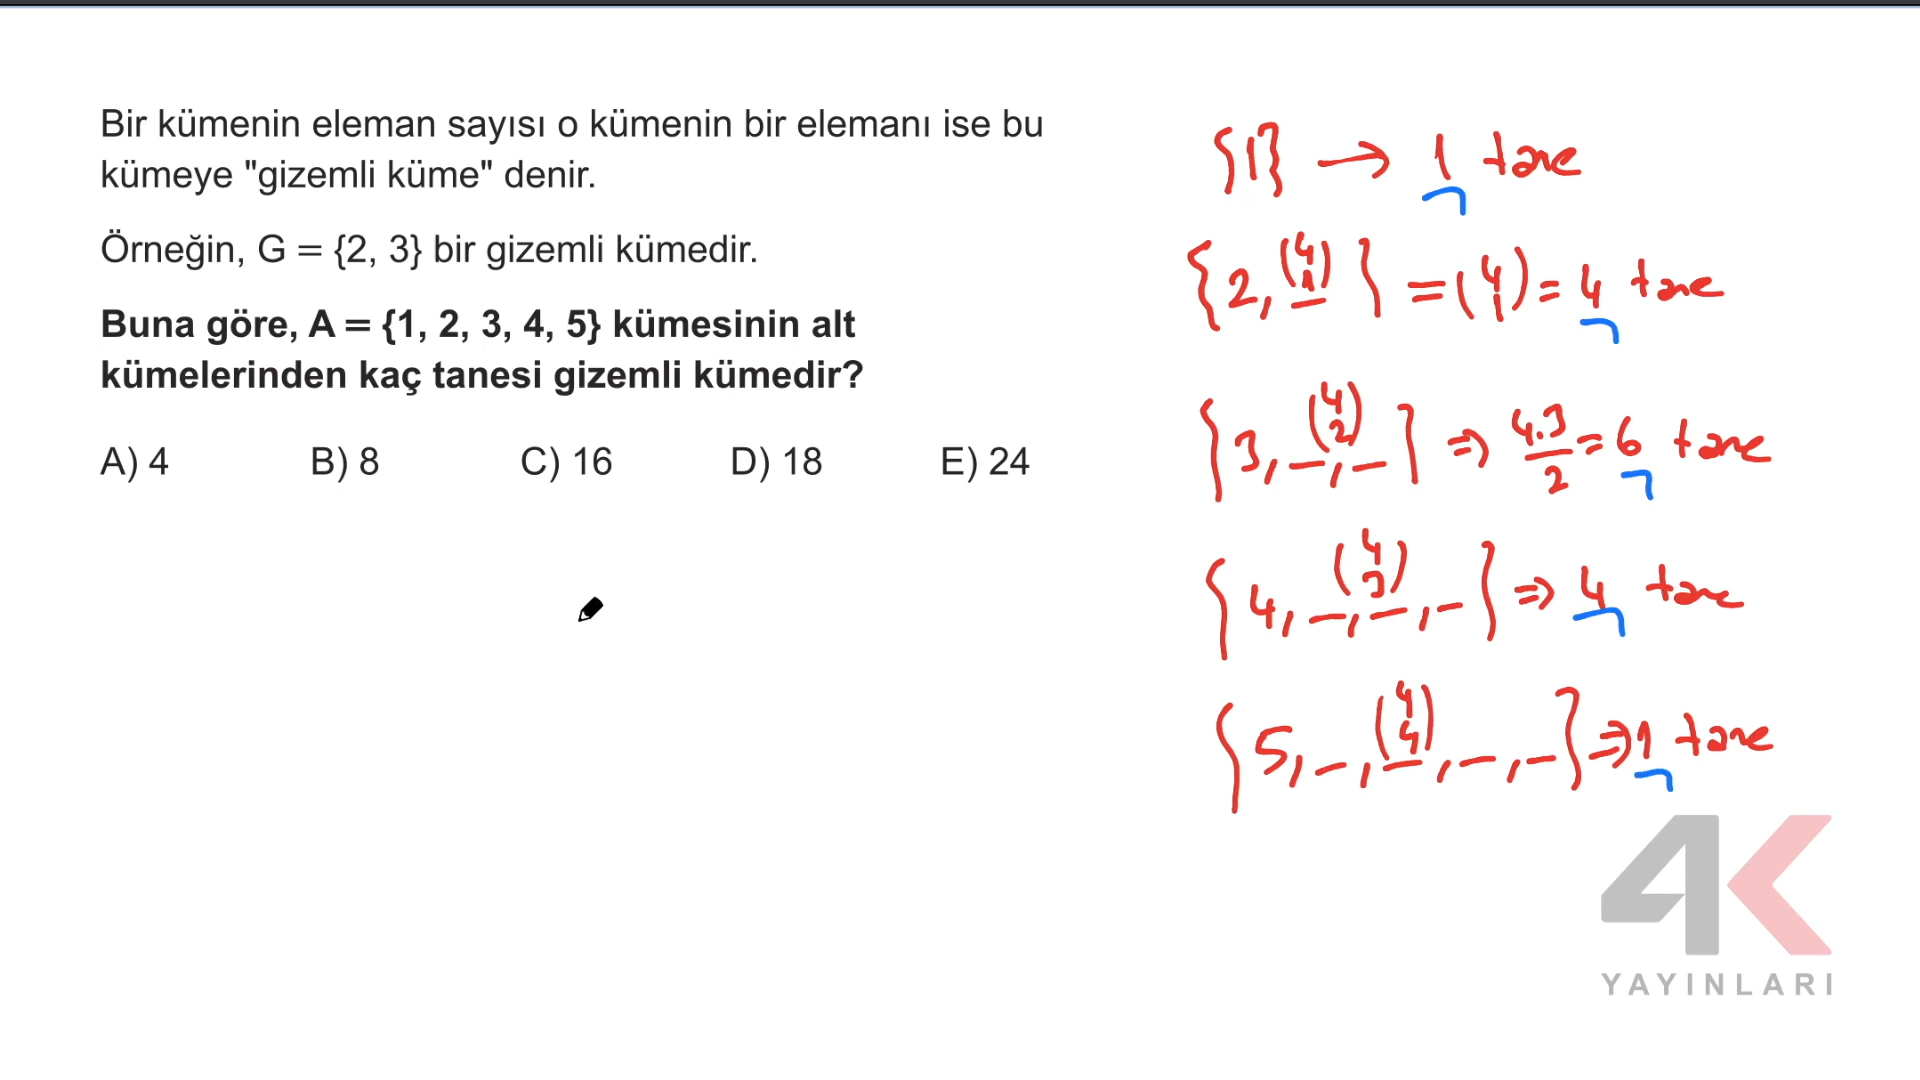 Bir kümenin eleman sayısı o kümenin bir elemanı ise bu
kümeye "gizemli küme" denir.
Örneğin, G = {2, 3} bir gizemli kümedir.
Buna göre, A = {1, 2, 3, 4, 5} kümesinin alt
kümelerinden kaç tanesi gizemli kümedir?
A) 4 B) 8 C) 16 D) 18 E) 24
{1} → 1 tane
{2, (4 1) _} = (4 1) = 4 tane
{3, (4 2) _, _} ⇒ 4.3/2 = 6 tane
{4, (4 3) _, _, _} ⇒ 4 tane
{5, _, (4 4) _, _, _} ⇒ 1 tane
4K
YAYINLARI